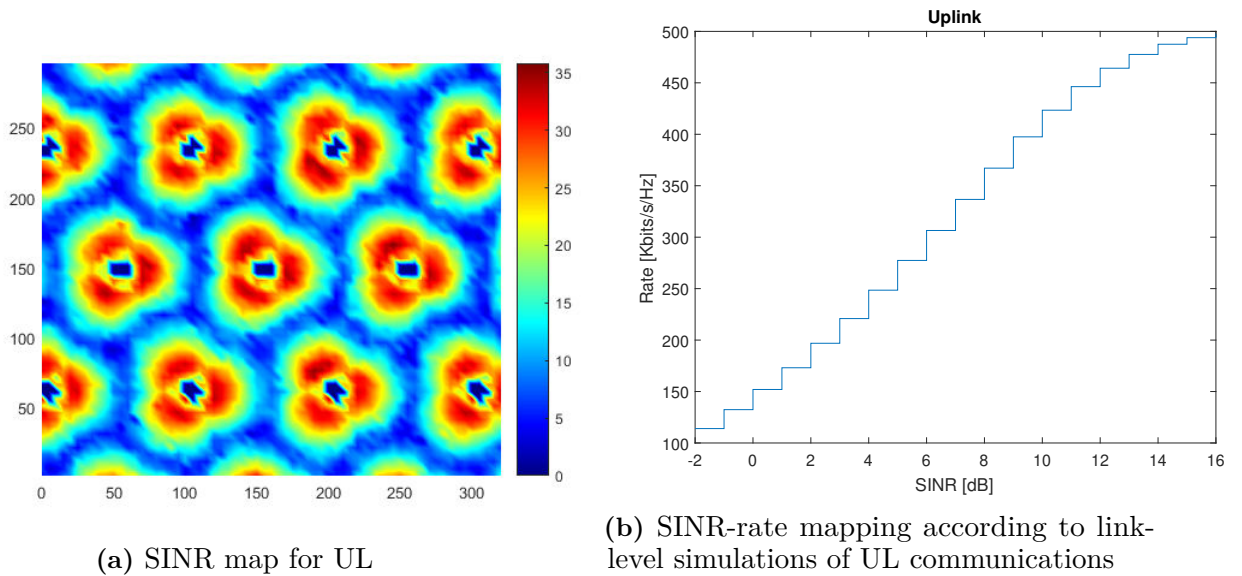 Uplink
35
30
25
20
15
10
5
0
250
200
150
100
50
0 50 100 150 200 250 300
Rate [Kbits/s/Hz]
500
450
400
350
300
250
200
150
100
-2 0 2 4 6 8 10 12 14 16
SINR [dB]
(a) SINR map for UL
(b) SINR-rate mapping according to link-
level simulations of UL communications